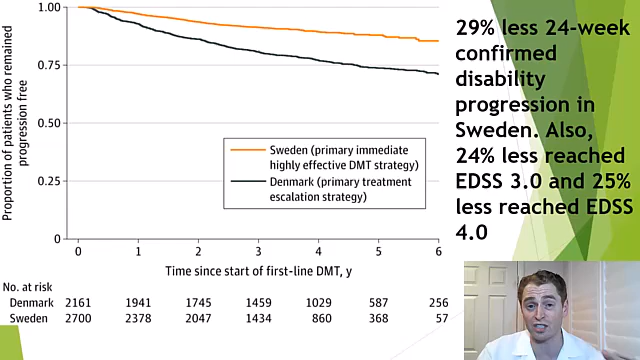 1.00
0.75
0.50
0.25
0
Proportion of patients who remained
progression free
Sweden (primary immediate
highly effective DMT strategy)
Denmark (primary treatment
escalation strategy)
0 1 2 3 4 5 6
Time since start of first-line DMT, y
No. at risk
Denmark 2161 1941 1745 1459 1029 587 256
Sweden 2700 2378 2047 1434 860 368 57
29% less 24-week
confirmed
disability
progression in
Sweden. Also,
24% less reached
EDSS 3.0 and 25%
less reached EDSS
4.0